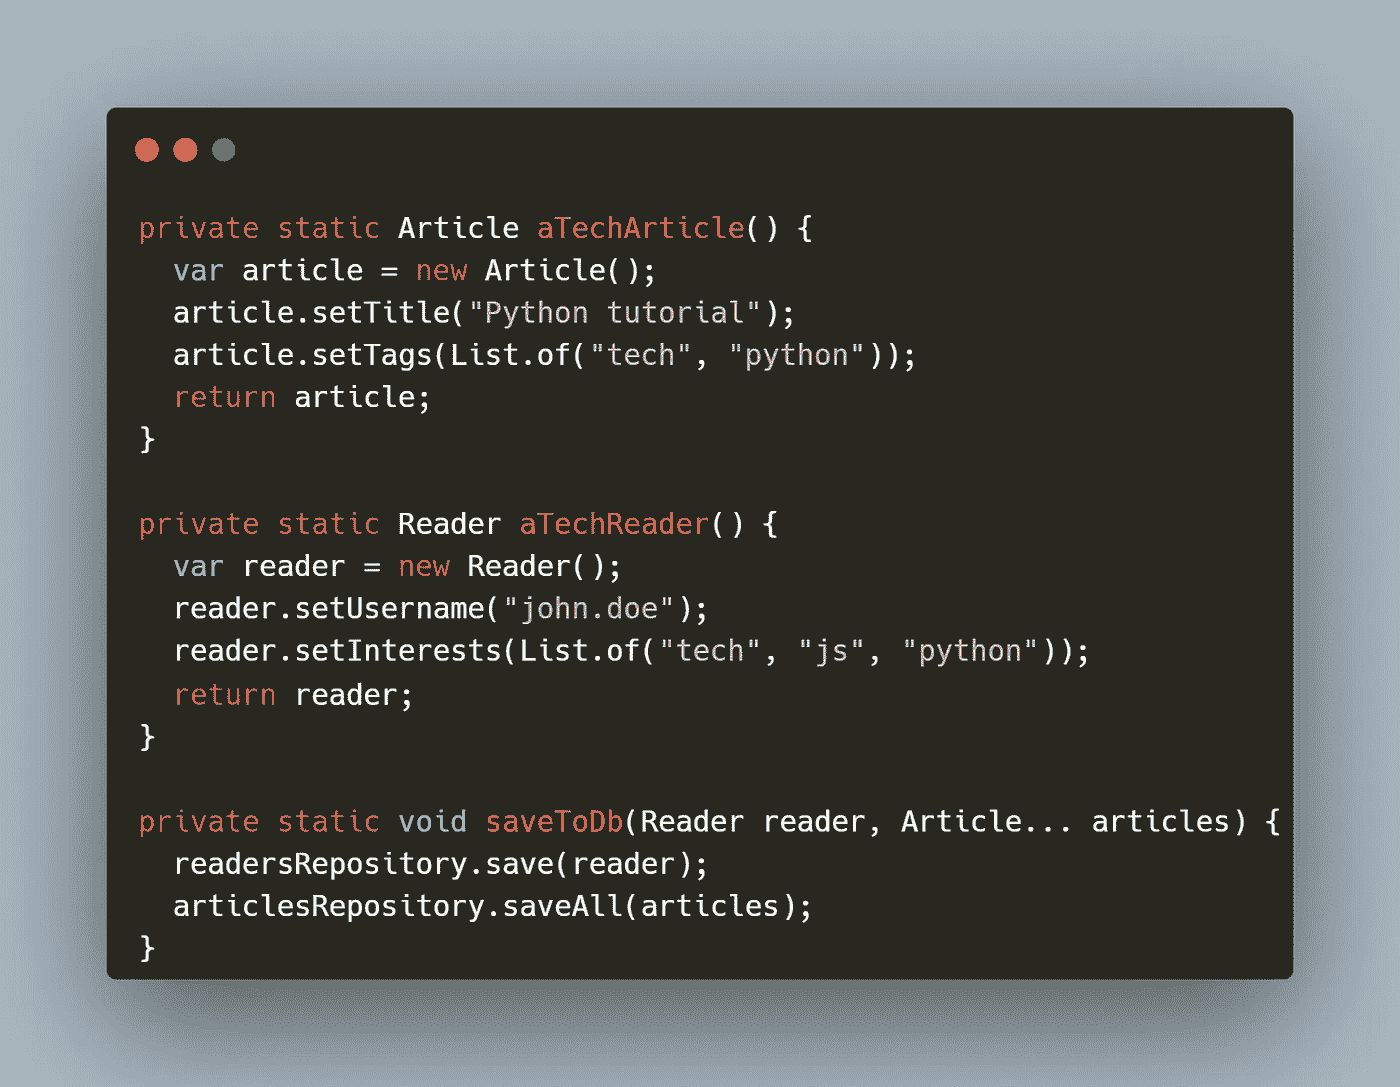 private static Article aTechArticle() {
  var article = new Article();
  article.setTitle("Python tutorial");
  article.setTags(List.of("tech", "python"));
  return article;
}

private static Reader aTechReader() {
  var reader = new Reader();
  reader.setUsername("john.doe");
  reader.setInterests(List.of("tech", "js", "python"));
  return reader;
}

private static void saveToDb(Reader reader, Article... articles) {
  readersRepository.save(reader);
  articlesRepository.saveAll(articles);
}